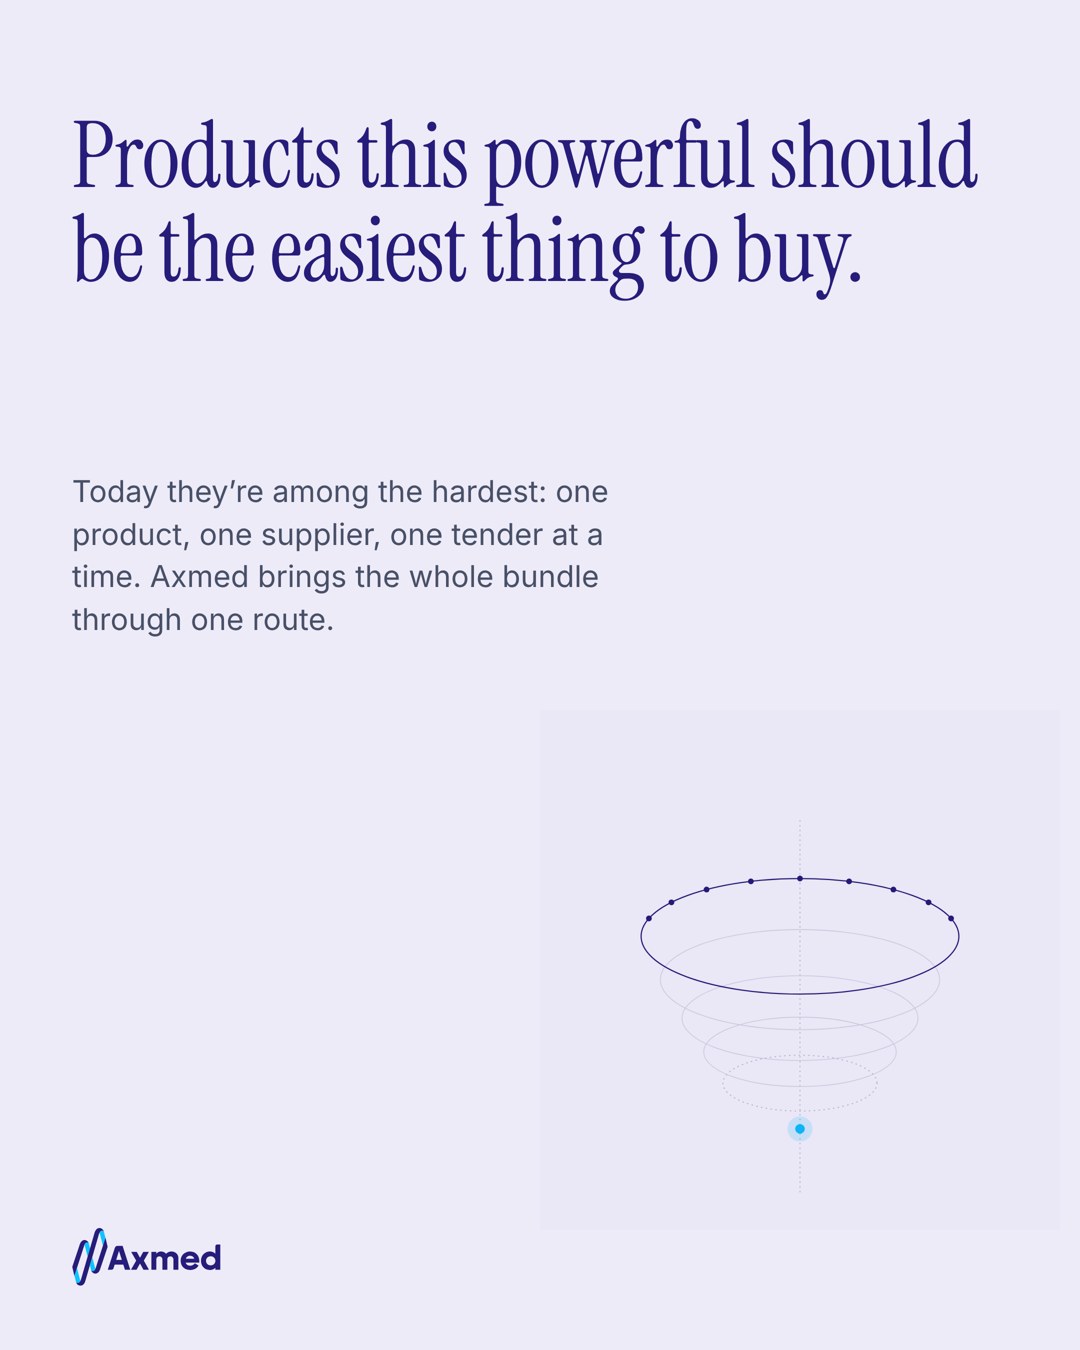 Products this powerful should
be the easiest thing to buy.
Today they’re among the hardest: one
product, one supplier, one tender at a
time. Axmed brings the whole bundle
through one route.
Axmed